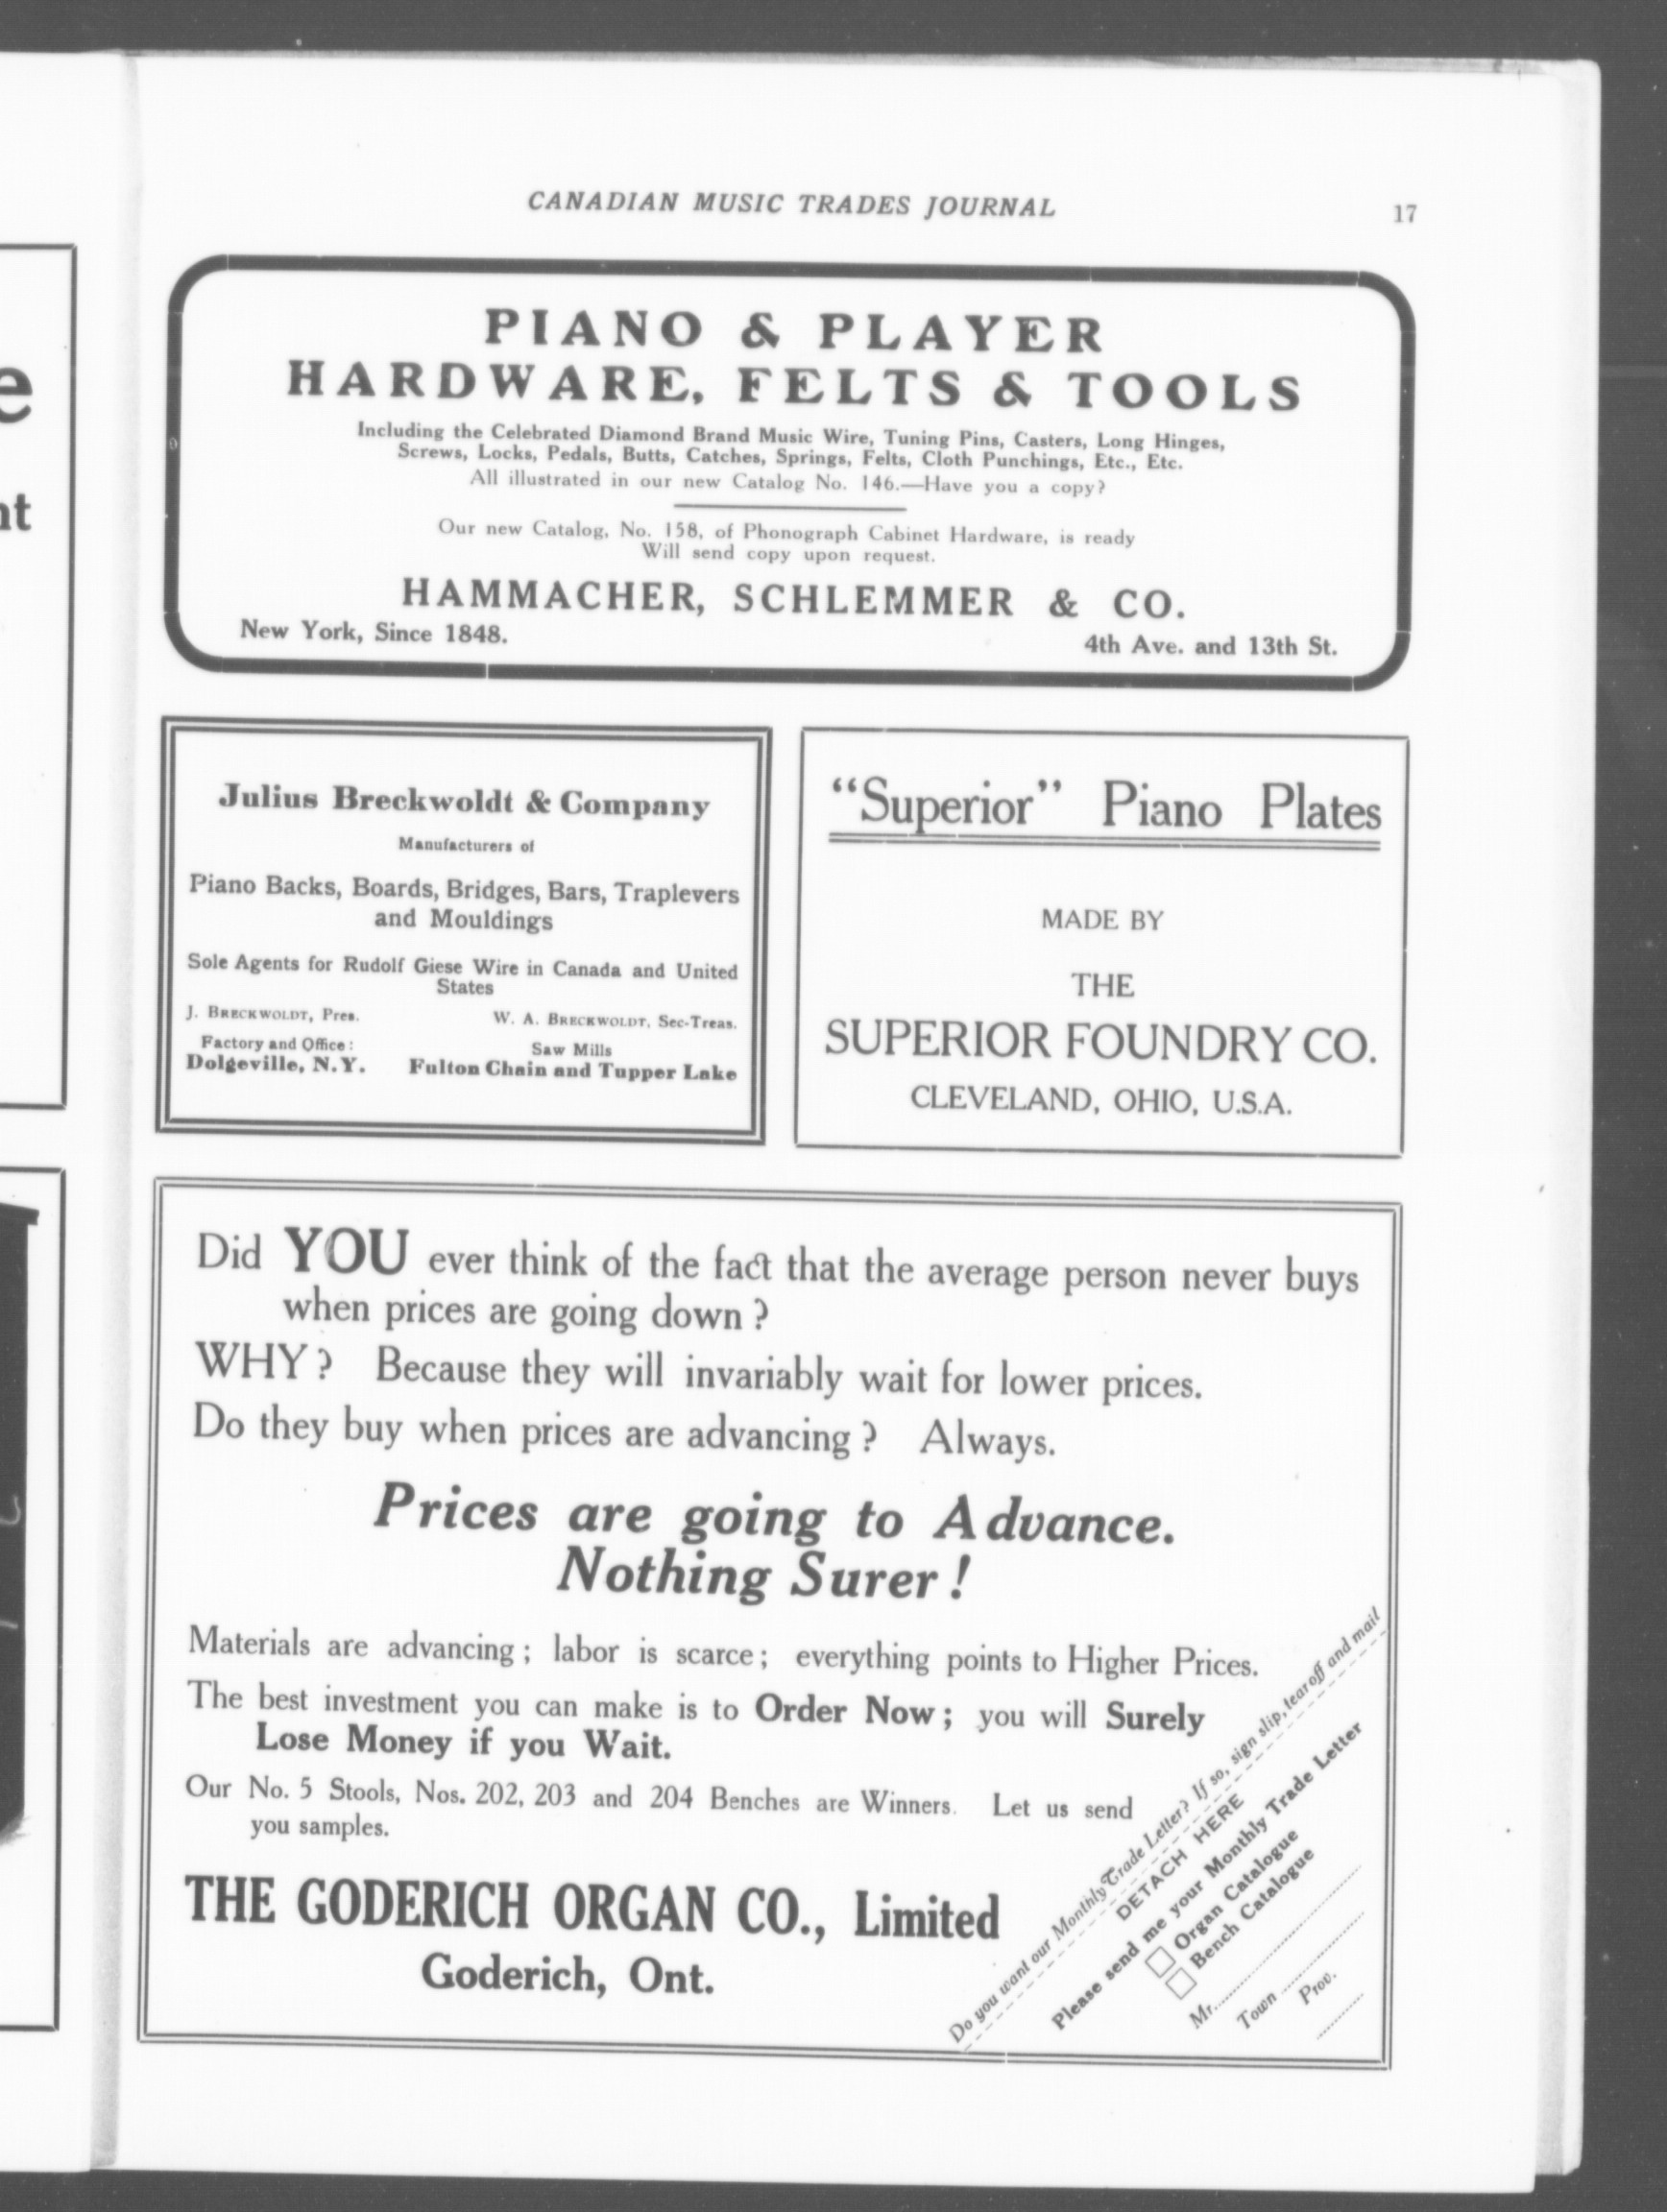 CANADIAN MUSIC TRADES JOURNAL
17
e
nt
PIANO & PLAYER
HARDWARE, FELTS & TOOLS
Including the Celebrated Diamond Brand Music Wire, Tuning Pins, Casters, Long Hinges,
Screws, Locks, Pedals, Butts, Catches, Springs, Felts, Cloth Punchings, Etc., Etc.
All illustrated in our new Catalog No. 146.—Have you a copy?
Our new Catalog, No. 158, of Phonograph Cabinet Hardware, is ready
Will send copy upon request.
HAMMACHER, SCHLEMMER & CO.
New York, Since 1848.
4th Ave. and 13th St.
Julius Breckwoldt & Company
Manufacturers of
Piano Backs, Boards, Bridges, Bars, Traplevers
and Mouldings
Sole Agents for Rudolf Giese Wire in Canada and United
States
J. BRECKWOLDT, Pres.
W. A. BRECKWOLDT, Sec-Treas.
Factory and Office:
Dolgeville, N.Y.
Saw Mills
Fulton Chain and Tupper Lake
"Superior" Piano Plates
MADE BY
THE
SUPERIOR FOUNDRY CO.
CLEVELAND, OHIO, U.S.A.
Did YOU ever think of the fact that the average person never buys
when prices are going down?
WHY? Because they will invariably wait for lower prices.
Do they buy when prices are advancing? Always.
Prices are going to Advance.
Nothing Surer!
Materials are advancing; labor is scarce; everything points to Higher Prices.
The best investment you can make is to Order Now; you will Surely
Lose Money if you Wait.
Our No. 5 Stools, Nos. 202, 203 and 204 Benches are Winners. Let us send
you samples.
THE GODERICH ORGAN CO., Limited
Goderich, Ont.
Do you want our Monthly Trade Letter? If so, sign slip, tear off and mail
DETACH HERE
Please send me your Monthly Trade Letter
Organ Catalogue
Bench Catalogue
Mr.
Town
Prov.